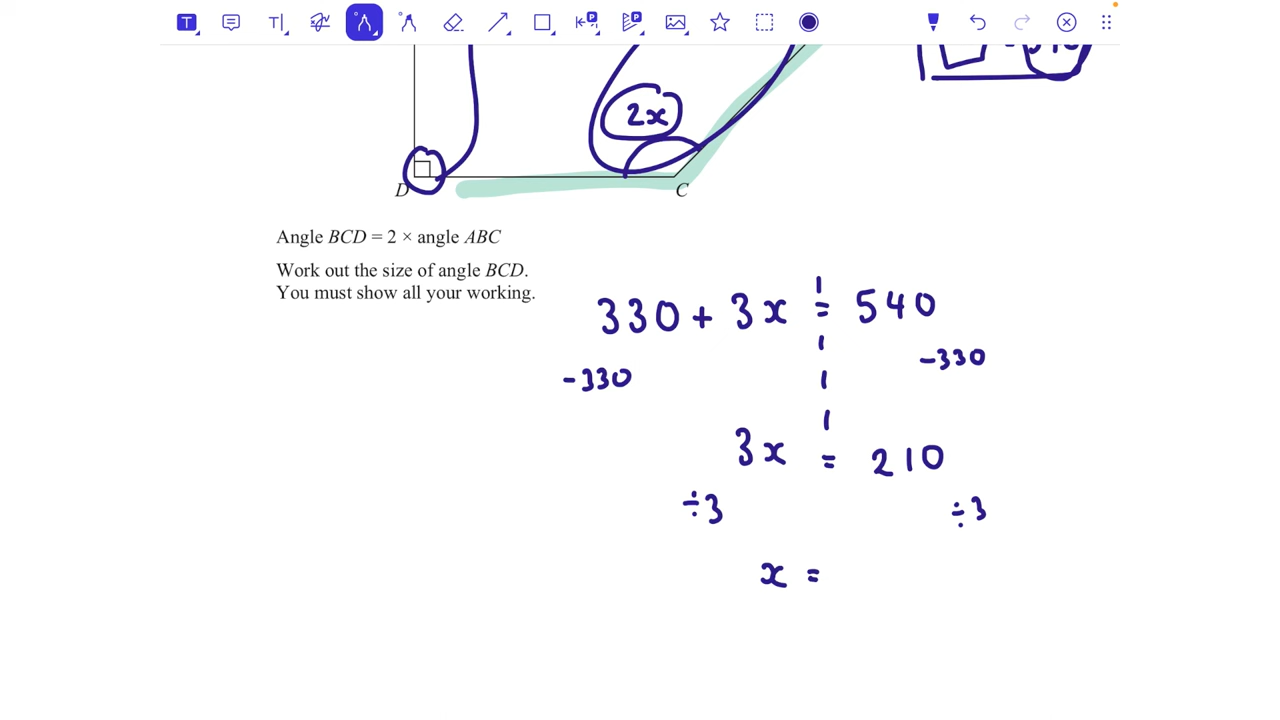 T T P P
540
2x
D C
Angle BCD = 2 × angle ABC
Work out the size of angle BCD.
You must show all your working.
330 + 3x = 540
-330 -330
3x = 210
÷3 ÷3
x =